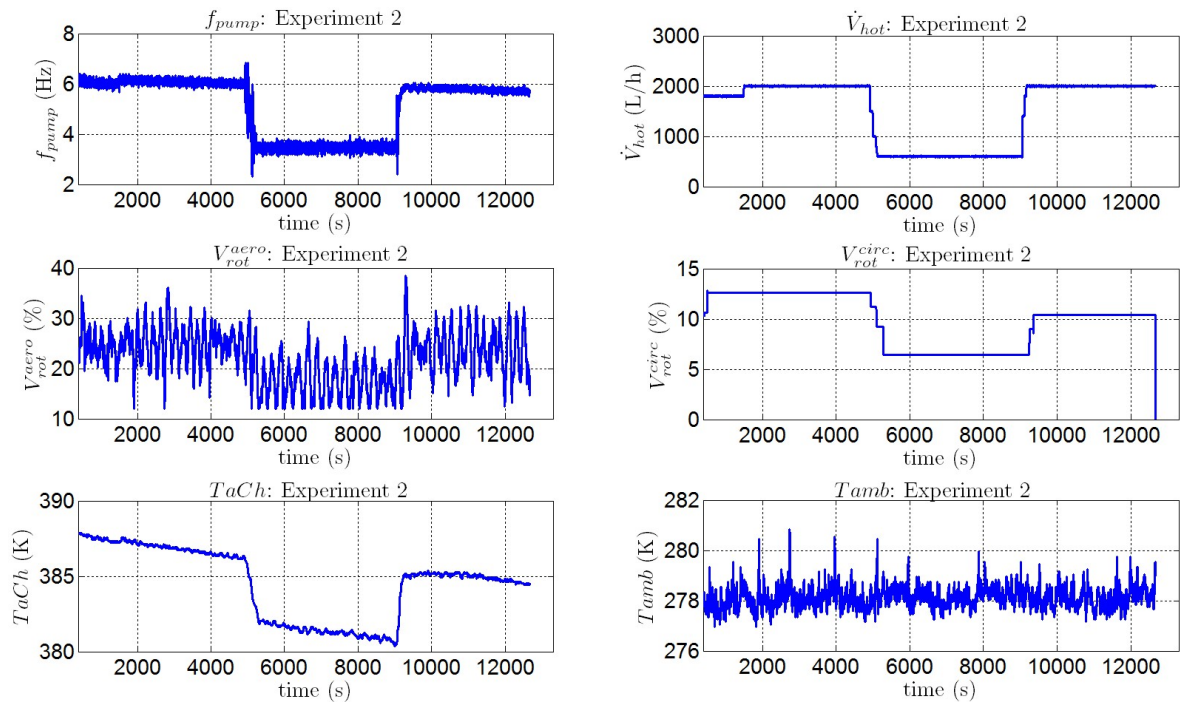 f_pump: Experiment 2
8
6
4
2
f_pump (Hz)
2000 4000 6000 8000 10000 12000
time (s)
V̇_hot: Experiment 2
3000
2000
1000
0
V̇_hot (L/h)
2000 4000 6000 8000 10000 12000
time (s)
V_rot^aero: Experiment 2
40
30
20
10
V_rot^aero (%)
2000 4000 6000 8000 10000 12000
time (s)
V_rot^circ: Experiment 2
15
10
5
0
V_rot^circ (%)
2000 4000 6000 8000 10000 12000
time (s)
TaCh: Experiment 2
390
385
380
TaCh (K)
2000 4000 6000 8000 10000 12000
time (s)
Tamb: Experiment 2
282
280
278
276
Tamb (K)
2000 4000 6000 8000 10000 12000
time (s)